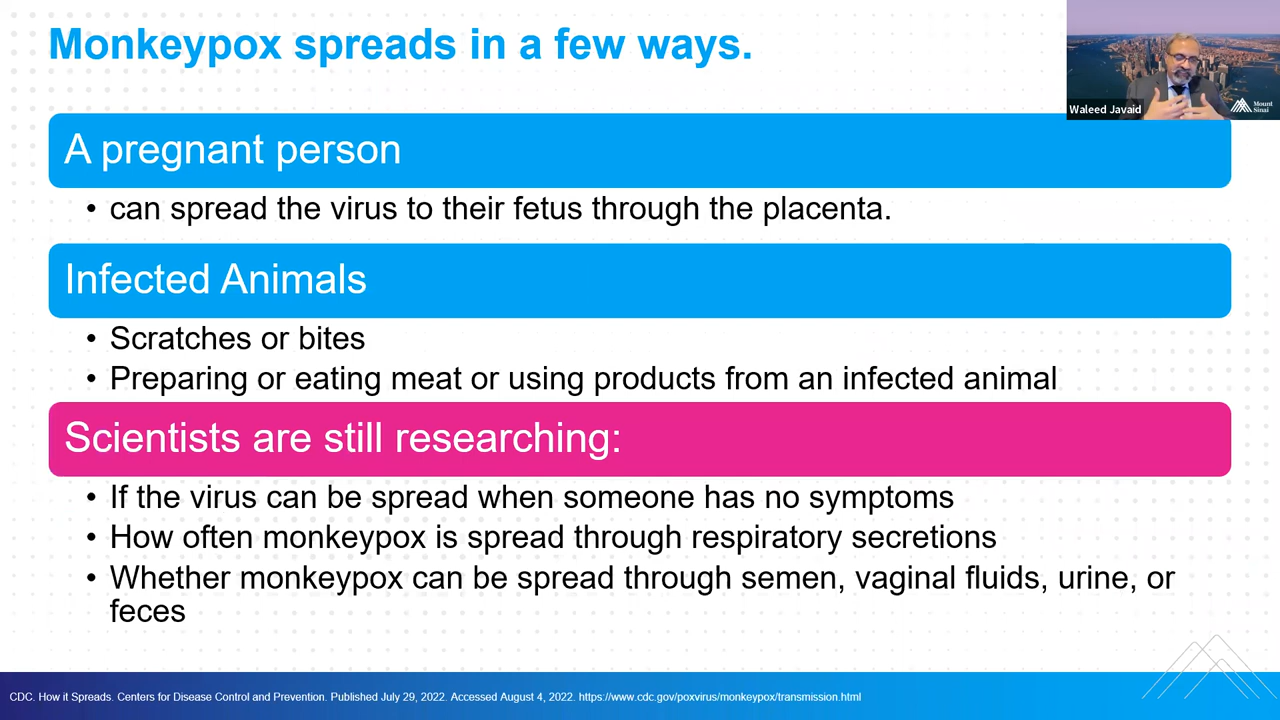 Monkeypox spreads in a few ways.
Waleed Javaid
Mount
Sinai
A pregnant person
• can spread the virus to their fetus through the placenta.
Infected Animals
• Scratches or bites
• Preparing or eating meat or using products from an infected animal
Scientists are still researching:
• If the virus can be spread when someone has no symptoms
• How often monkeypox is spread through respiratory secretions
• Whether monkeypox can be spread through semen, vaginal fluids, urine, or
feces
CDC. How it Spreads. Centers for Disease Control and Prevention. Published July 29, 2022. Accessed August 4, 2022. https://www.cdc.gov/poxvirus/monkeypox/transmission.html